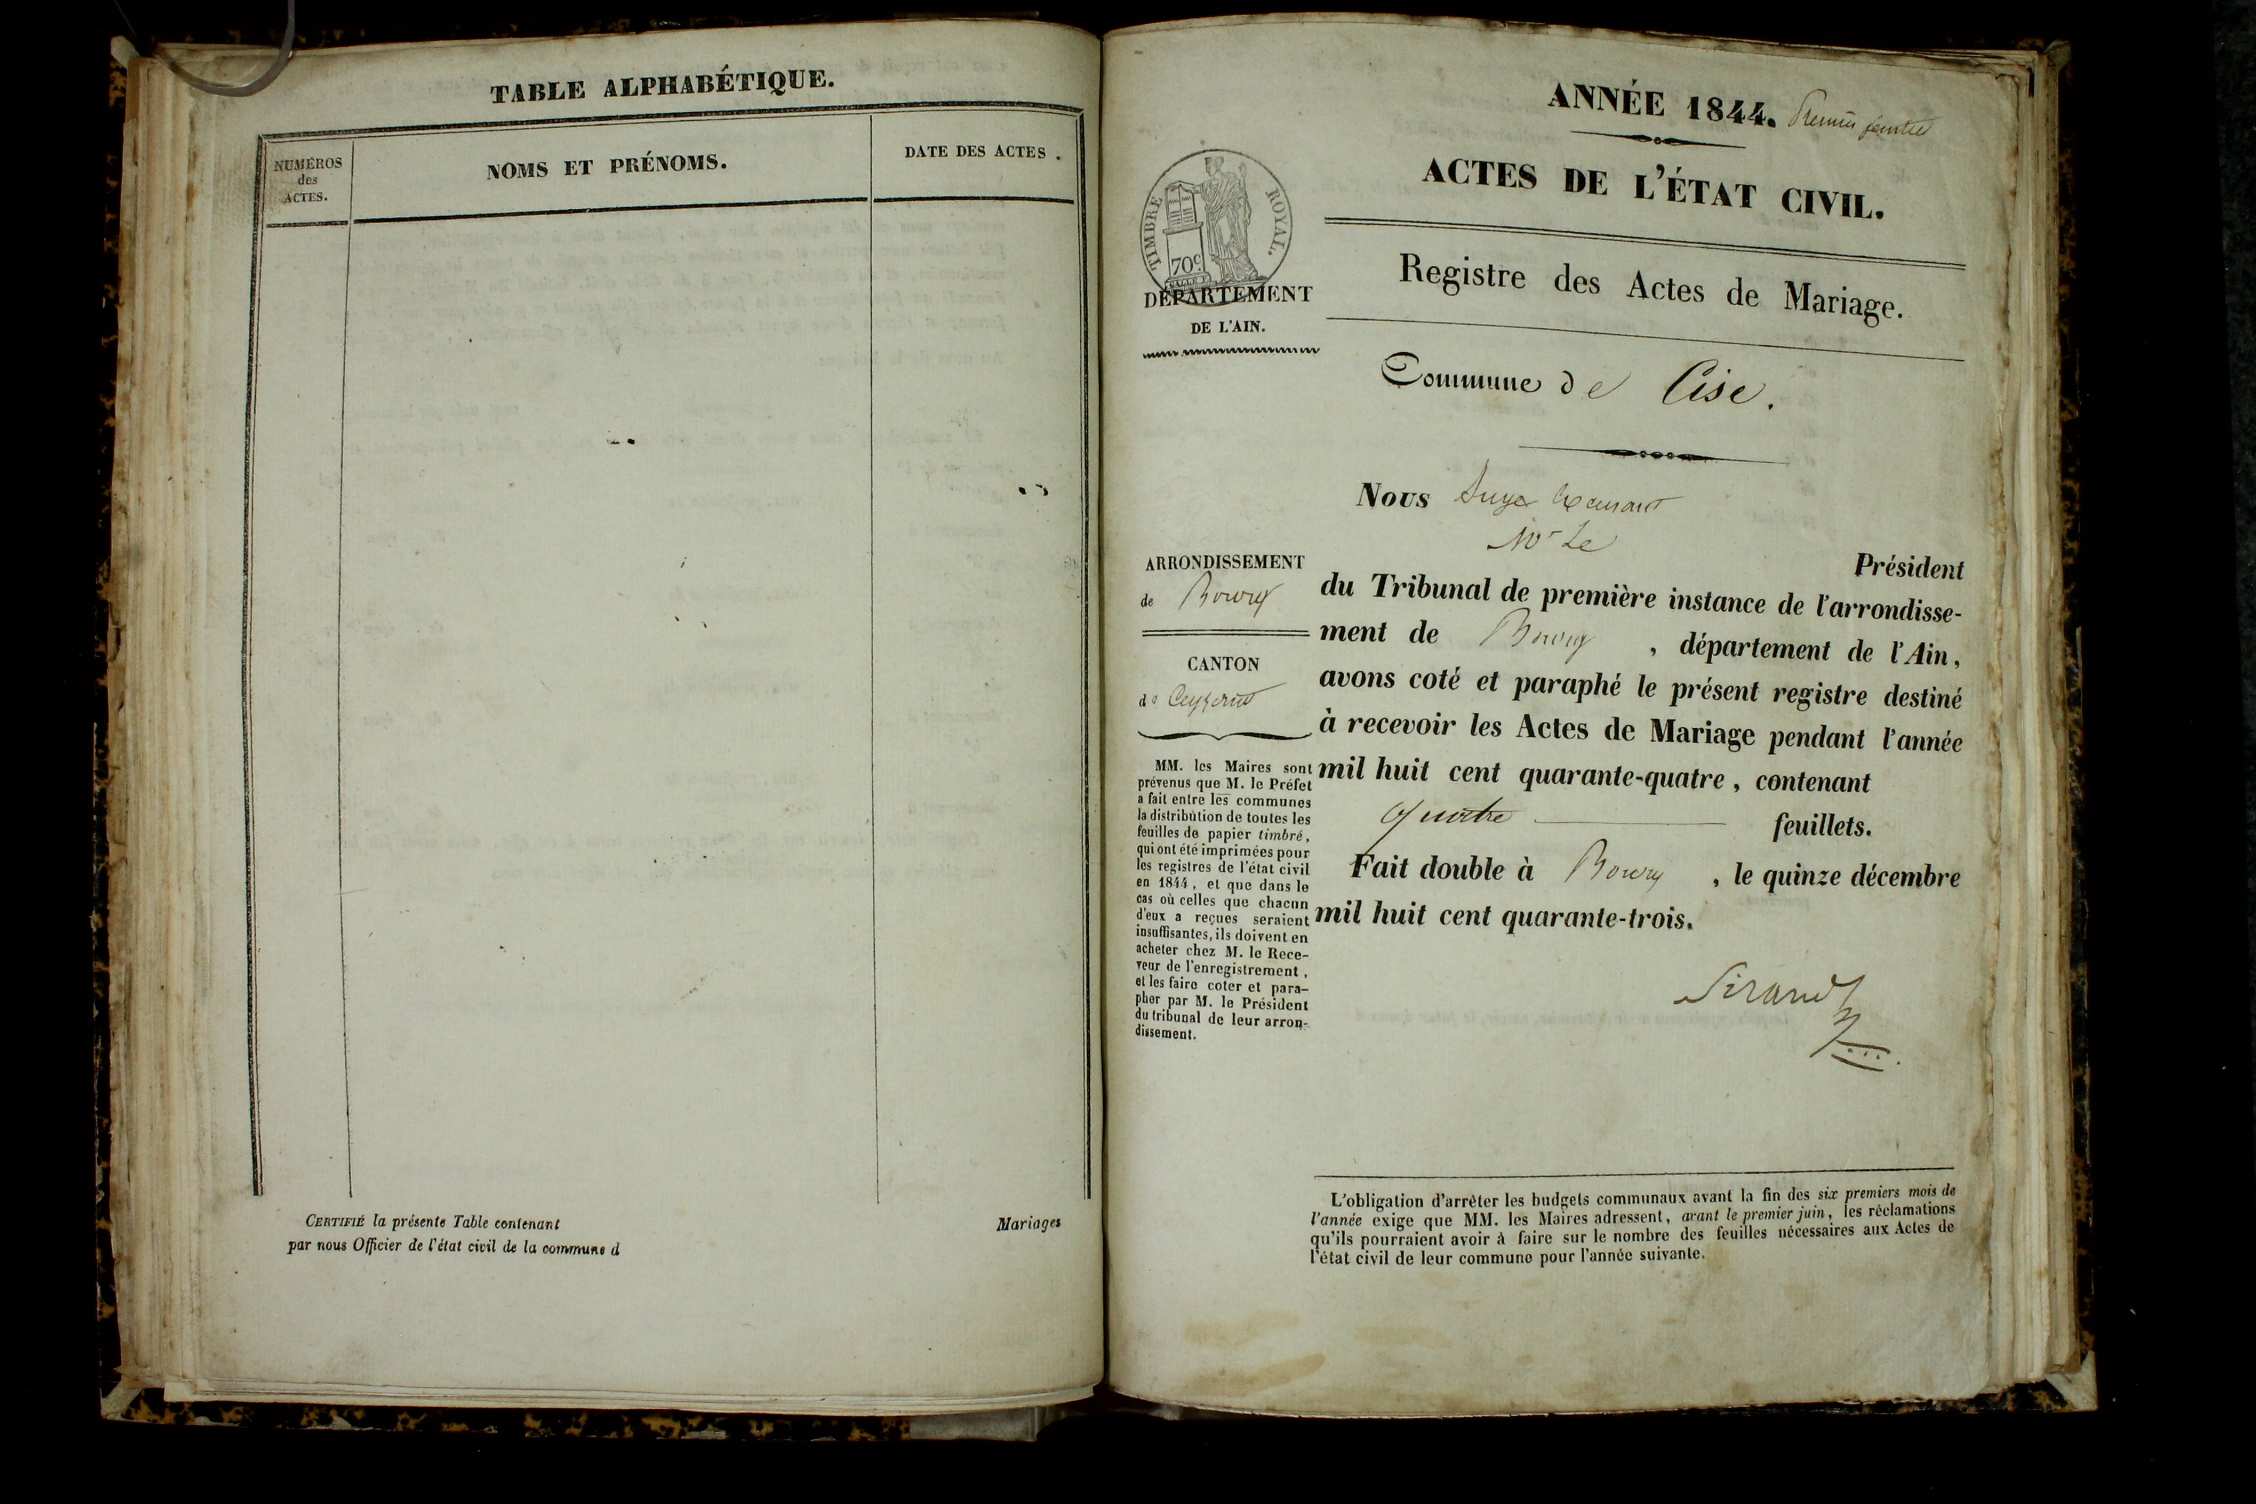 TABLE ALPHABÉTIQUE.
NUMÉROS
des
ACTES.
NOMS ET PRÉNOMS.
DATE DES ACTES.
CERTIFIÉ la présente Table contenant Mariages
par nous Officier de l'état civil de la commune d
ANNÉE 1844. Premier
ACTES DE L'ÉTAT CIVIL.
TIMBRE ROYAL.
70c.
DÉPARTEMENT
DE L'AIN.
Registre des Actes de Mariage.
Commune de Cise.
Nous Juge
Mr Le
Président
ARRONDISSEMENT
de Bourg
CANTON
de Ceyzeriat
du Tribunal de première instance de l'arrondisse-
ment de Bourg, département de l'Ain,
avons coté et paraphé le présent registre destiné
à recevoir les Actes de Mariage pendant l'année
mil huit cent quarante-quatre, contenant
quatre feuillets.
Fait double à Bourg, le quinze décembre
mil huit cent quarante-trois.
MM. les Maires sont
prévenus que M. le Préfet
a fait entre les communes
la distribution de toutes les
feuilles de papier timbré,
qui ont été imprimées pour
les registres de l'état civil
en 1844, et que dans le
cas où celles que chacun
d'eux a reçues seraient
insuffisantes, ils doivent en
acheter chez M. le Rece-
veur de l'enregistrement,
et les faire coter et para-
pher par M. le Président
du tribunal de leur arron-
dissement.
Sirand
L'obligation d'arrêter les budgets communaux avant la fin des six premiers mois de
l'année exige que MM. les Maires adressent, avant le premier juin, les réclamations
qu'ils pourraient avoir à faire sur le nombre des feuilles nécessaires aux Actes de
l'état civil de leur commune pour l'année suivante.